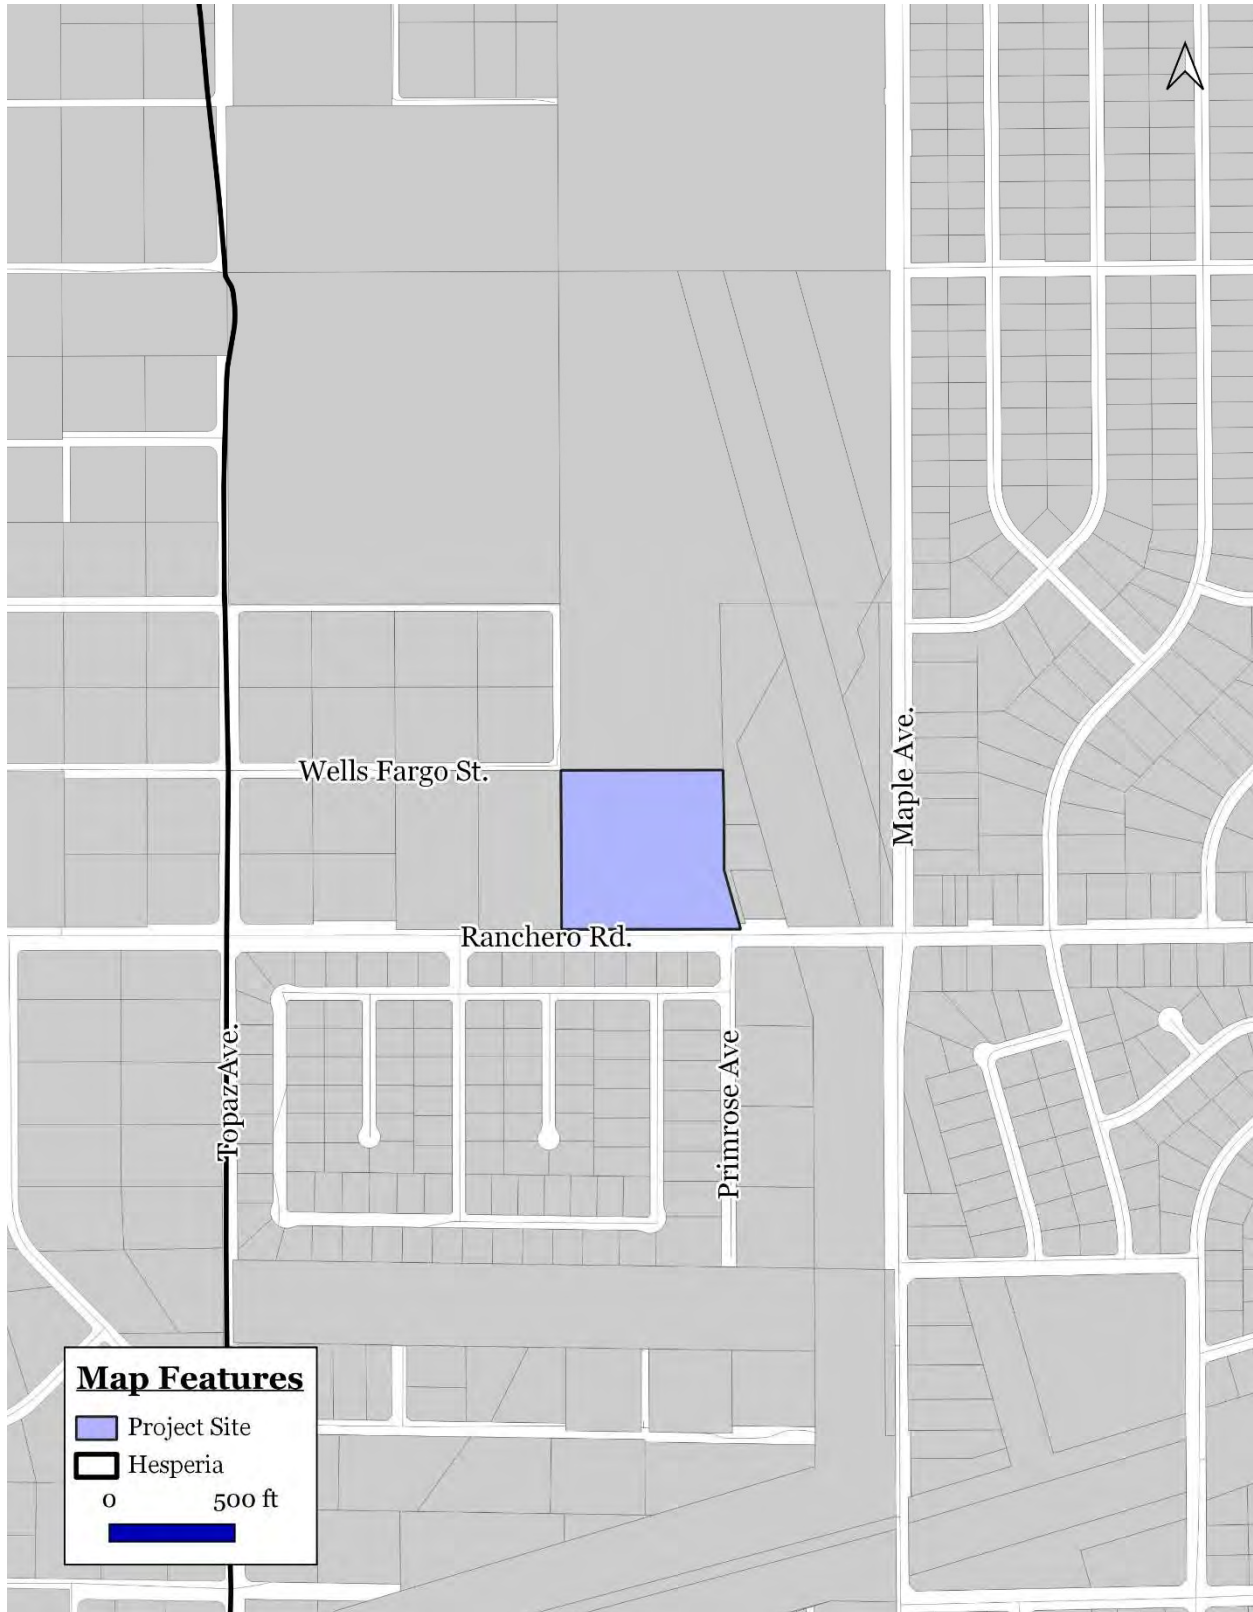 Wells Fargo St.
Maple Ave.
Ranchero Rd.
Topaz Ave.
Primrose Ave
Map Features
Project Site
Hesperia
0 500 ft